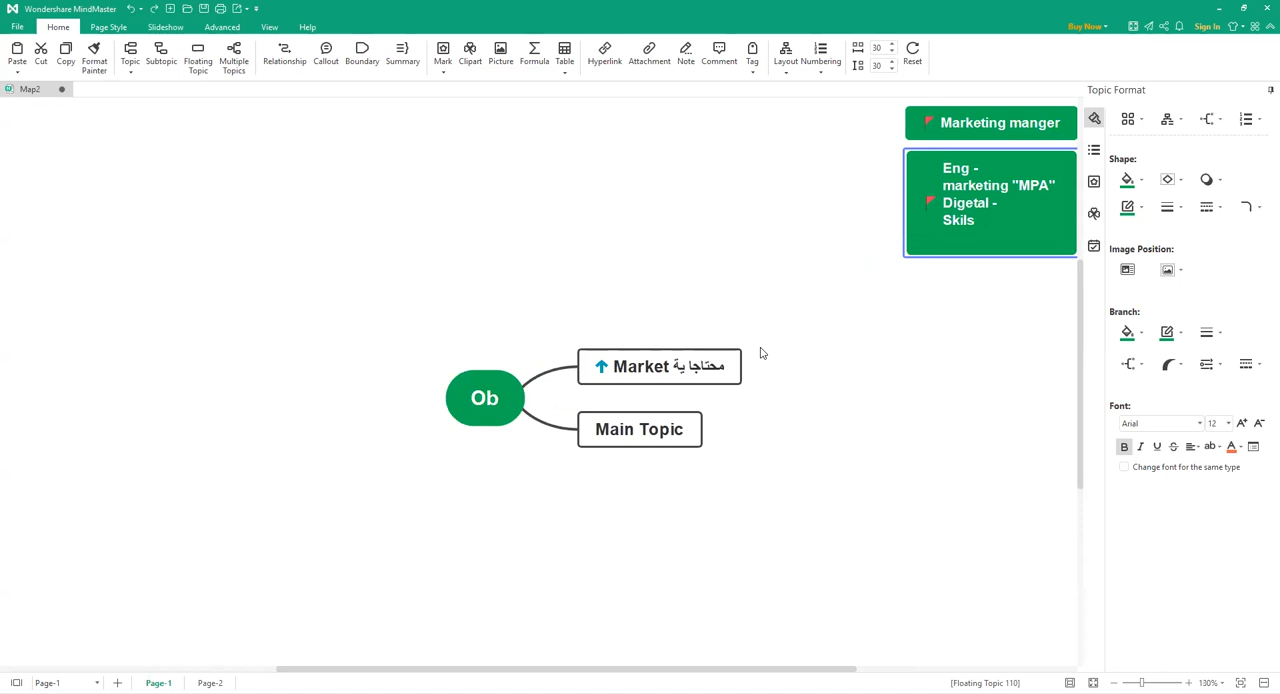 Wondershare MindMaster
File Home Page Style Slideshow Advanced View Help Buy Now Sign In
Paste Cut Copy Format Painter Topic Subtopic Floating Topic Multiple Topics Relationship Callout Boundary Summary Mark Clipart Picture Formula Table Hyperlink Attachment Note Comment Tag Layout Numbering 30 30 Reset
Map2
Topic Format
Marketing manger
Eng -
marketing "MPA"
Digetal -
Skils
Ob
Market محتاجا ية
Main Topic
Shape:
Image Position:
Branch:
Font:
Arial 12
Change font for the same type
Page-1 Page-1 Page-2 [Floating Topic 110] 130%